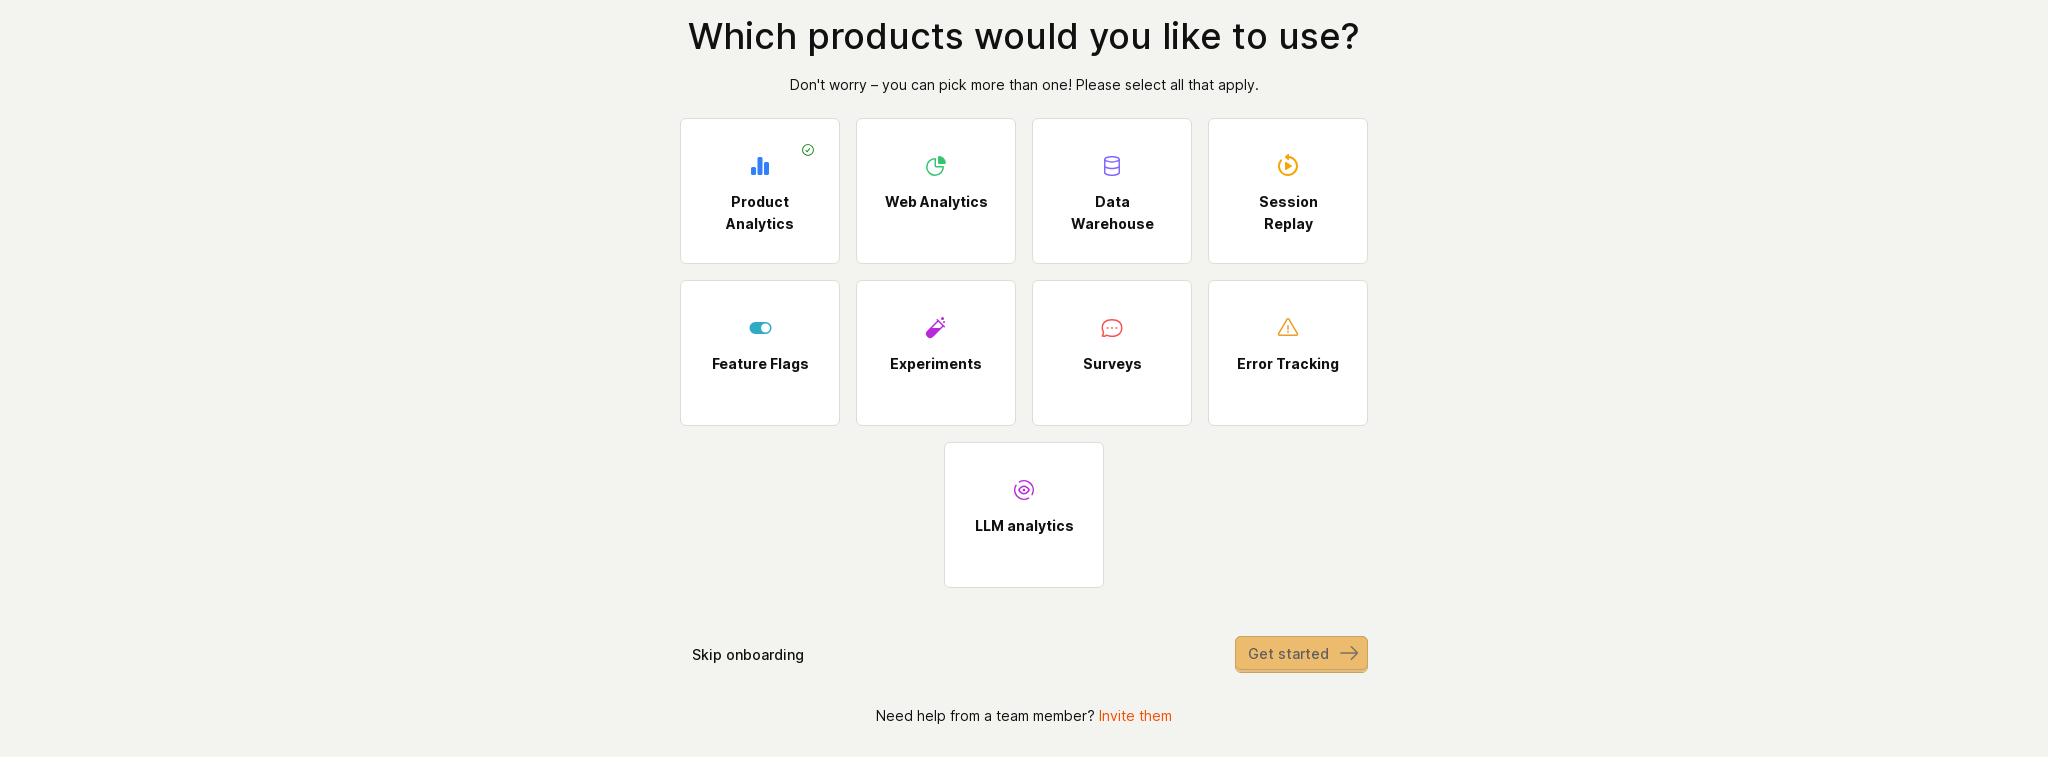 Which products would you like to use?
Don't worry – you can pick more than one! Please select all that apply.
Product
Analytics
Web Analytics
Data
Warehouse
Session
Replay
Feature Flags
Experiments
Surveys
Error Tracking
LLM analytics
Skip onboarding
Get started
Need help from a team member? Invite them